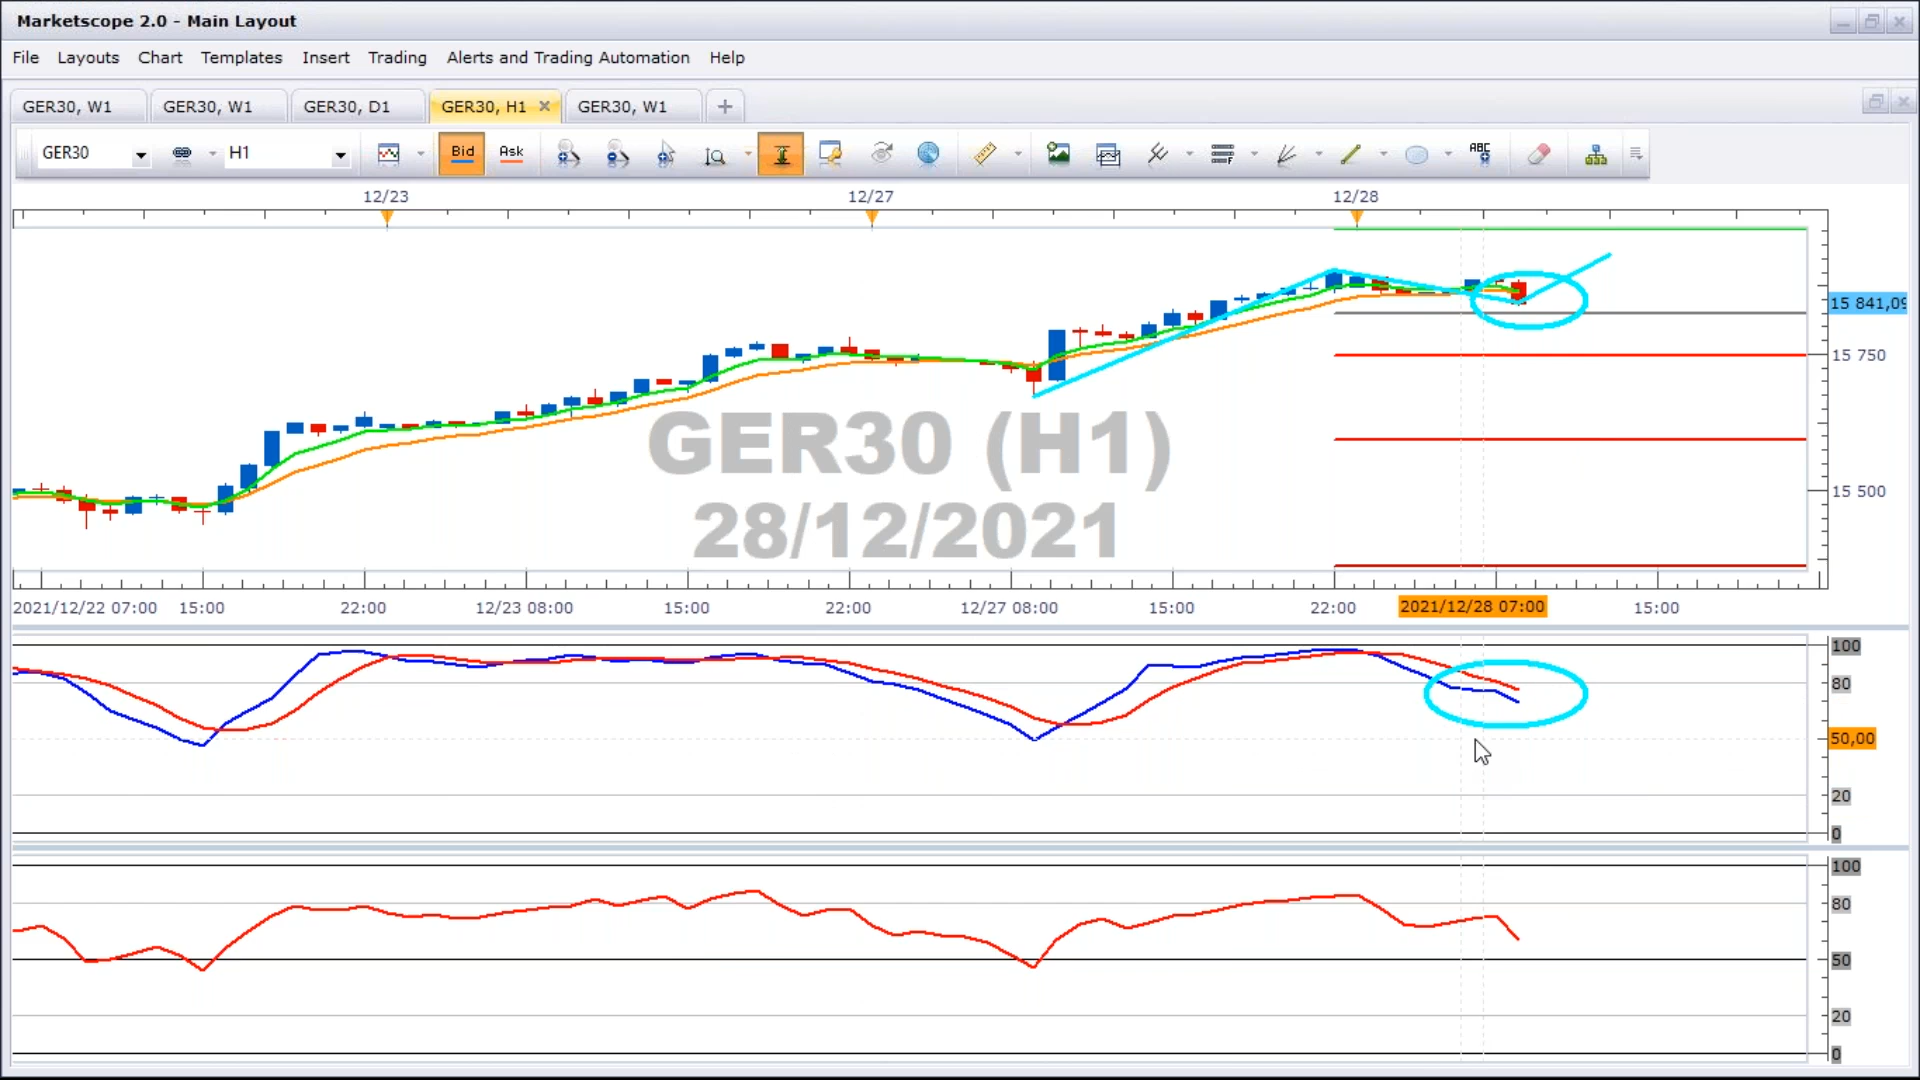 Marketscope 2.0 - Main Layout
File Layouts Chart Templates Insert Trading Alerts and Trading Automation Help
GER30, W1 GER30, W1 GER30, D1 GER30, H1 GER30, W1
GER30 H1 Bid Ask ABC
12/23 12/27 12/28
15 841,09
15 750
GER30 (H1)
15 500
28/12/2021
2021/12/22 07:00 15:00 22:00 12/23 08:00 15:00 22:00 12/27 08:00 15:00 22:00 2021/12/28 07:00 15:00
100
80
50,00
20
0
100
80
50
20
0